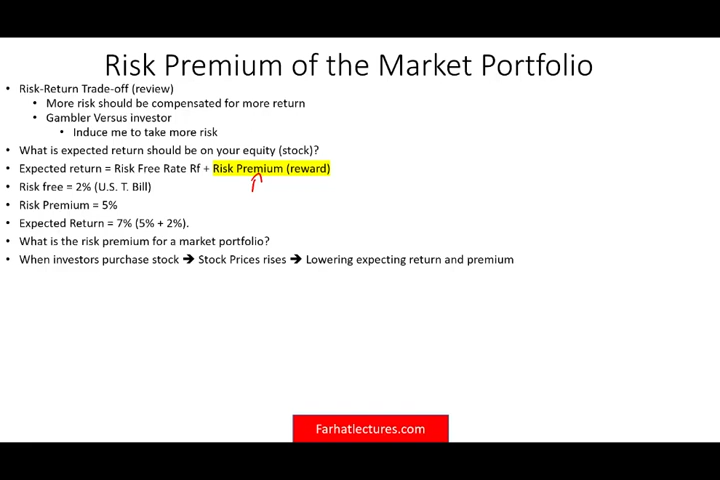 Risk Premium of the Market Portfolio
• Risk-Return Trade-off (review)
• More risk should be compensated for more return
• Gambler Versus investor
• Induce me to take more risk
• What is expected return should be on your equity (stock)?
• Expected return = Risk Free Rate Rf + Risk Premium (reward)
• Risk free = 2% (U.S. T. Bill)
• Risk Premium = 5%
• Expected Return = 7% (5% + 2%).
• What is the risk premium for a market portfolio?
• When investors purchase stock ➔ Stock Prices rises ➔ Lowering expecting return and premium
Farhatlectures.com